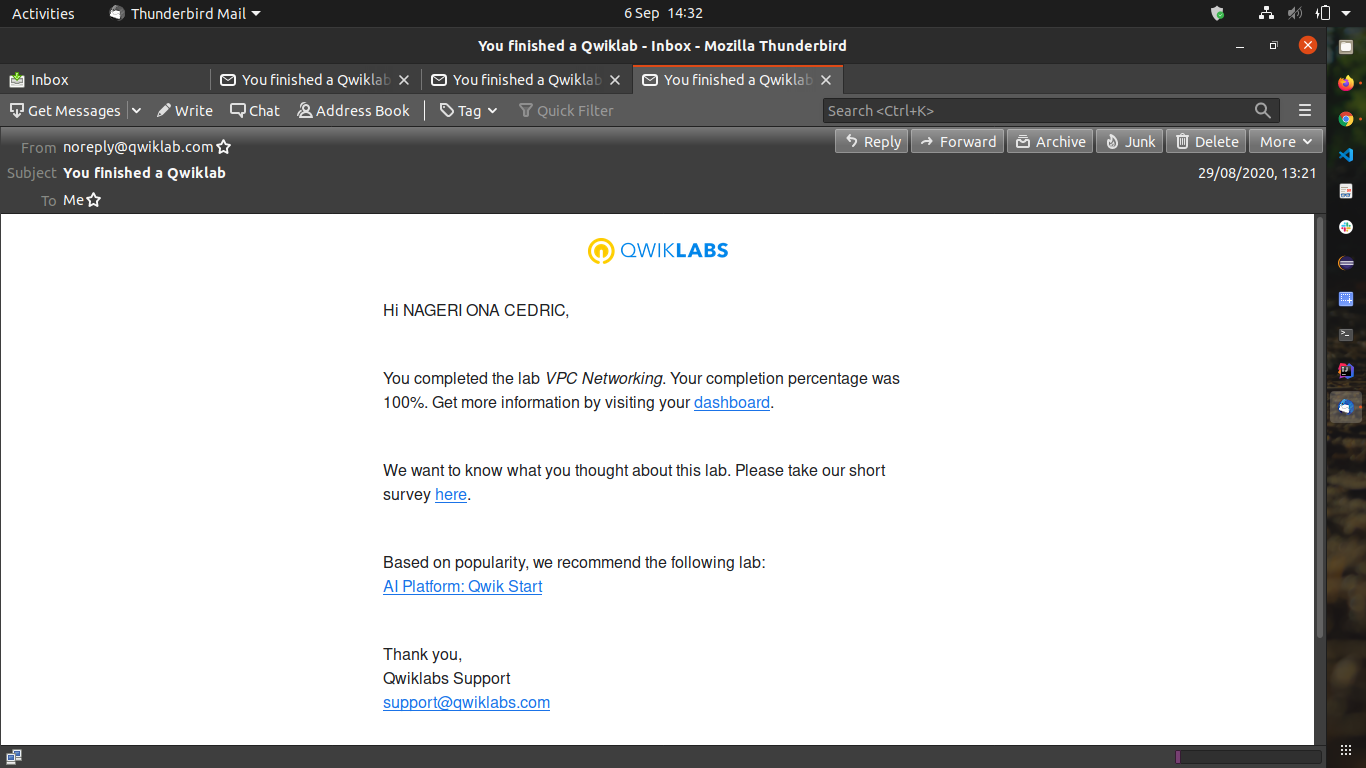 Activities Thunderbird Mail 6 Sep 14:32
You finished a Qwiklab - Inbox - Mozilla Thunderbird
Inbox You finished a Qwiklab You finished a Qwiklab You finished a Qwiklab
Get Messages Write Chat Address Book Tag Quick Filter Search <Ctrl+K>
From noreply@qwiklab.com Reply Forward Archive Junk Delete More
Subject You finished a Qwiklab 29/08/2020, 13:21
To Me
QWIKLABS
Hi NAGERI ONA CEDRIC,
You completed the lab VPC Networking. Your completion percentage was
100%. Get more information by visiting your dashboard.
We want to know what you thought about this lab. Please take our short
survey here.
Based on popularity, we recommend the following lab:
AI Platform: Qwik Start
Thank you,
Qwiklabs Support
support@qwiklabs.com